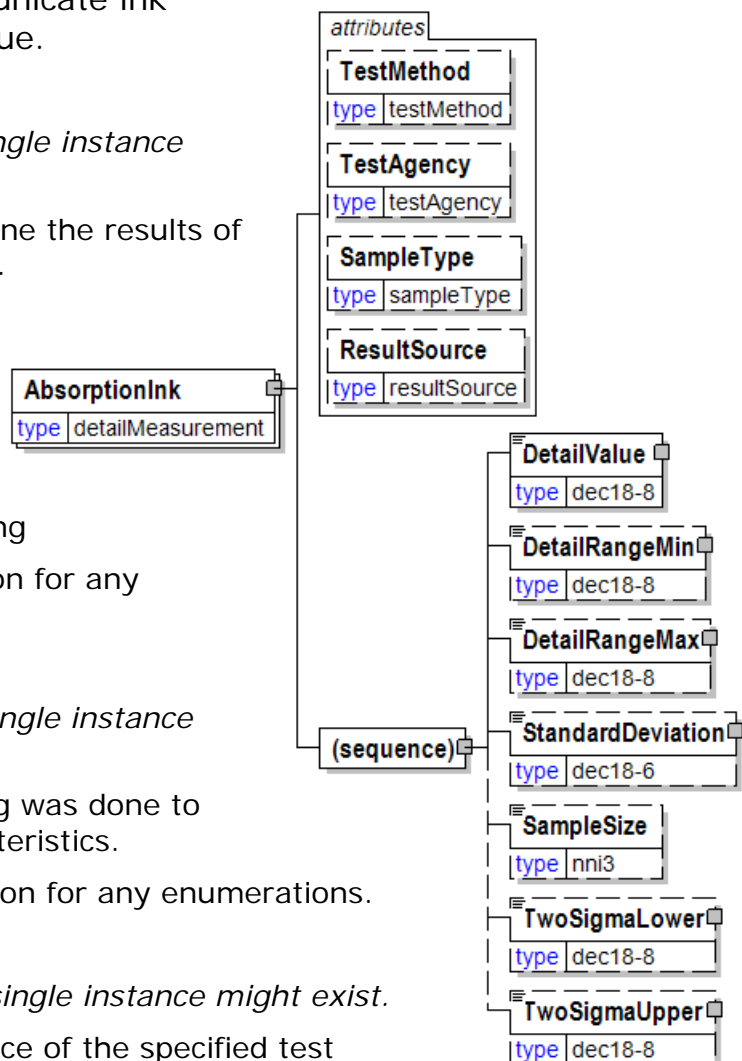 unicate ink
ue.
ngle instance
ne the results of
.
ng
on for any
ngle instance
g was done to
teristics.
on for any enumerations.
single instance might exist.
ce of the specified test
attributes
TestMethod
type testMethod
TestAgency
type testAgency
SampleType
type sampleType
ResultSource
type resultSource
AbsorptionInk
type detailMeasurement
(sequence)
DetailValue
type dec18-8
DetailRangeMin
type dec18-8
DetailRangeMax
type dec18-8
StandardDeviation
type dec18-6
SampleSize
type nni3
TwoSigmaLower
type dec18-8
TwoSigmaUpper
type dec18-8